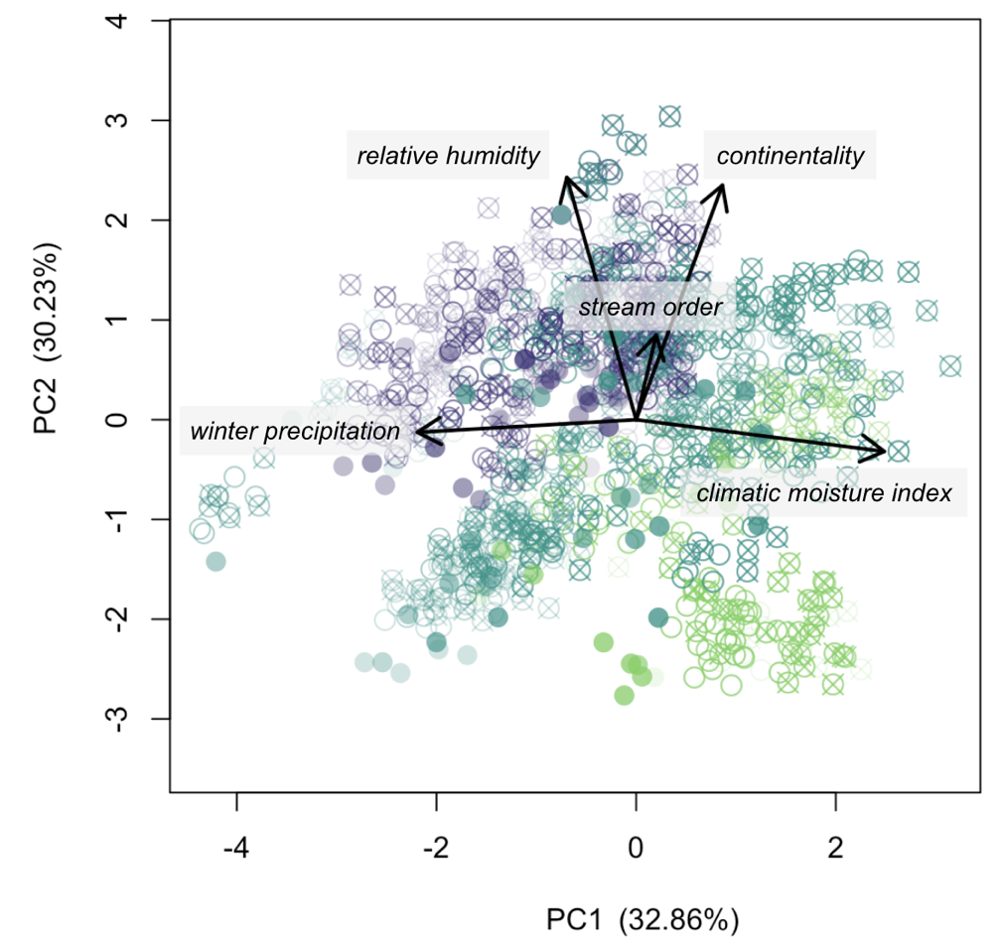 4
3
2
1
0
-1
-2
-3
PC2 (30.23%)
relative humidity
continentality
stream order
winter precipitation
climatic moisture index
-4
-2
0
2
PC1 (32.86%)